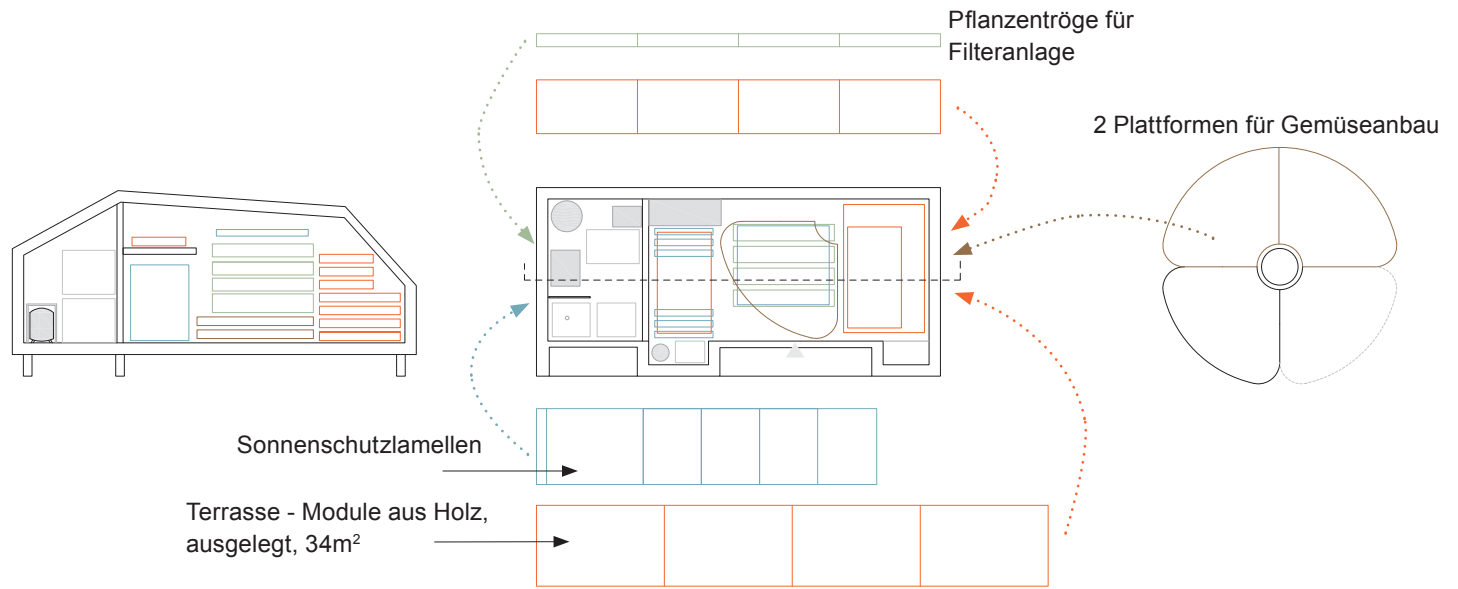 Pflanzentröge für
Filteranlage
2 Plattformen für Gemüseanbau
Sonnenschutzlamellen
Terrasse - Module aus Holz,
ausgelegt, 34m²